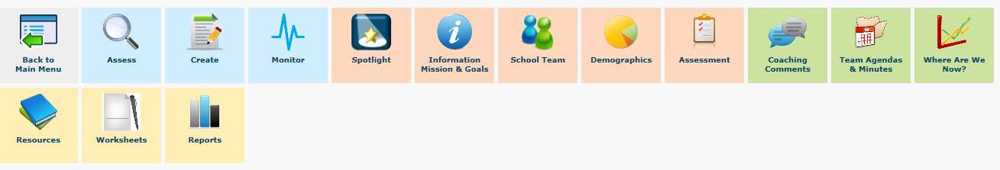 Back to
Main Menu
Assess
Create
Monitor
Spotlight
Information
Mission & Goals
School Team
Demographics
Assessment
Coaching
Comments
Team Agendas
& Minutes
Where Are We
Now?
Resources
Worksheets
Reports